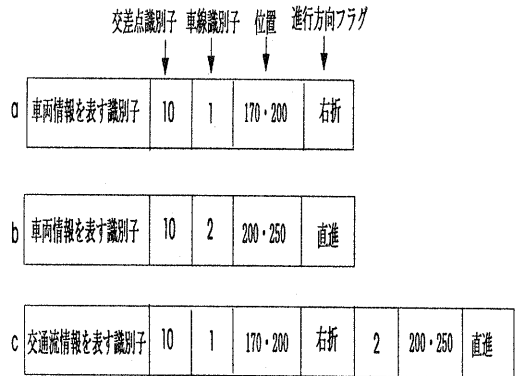 交差点識別子 車線識別子 位置 進行方向フラグ
a 車両情報を表す識別子 10 1 170・200 右折
b 車両情報を表す識別子 10 2 200・250 直進
c 交通流情報を表す識別子 10 1 170・200 右折 2 200・250 直進